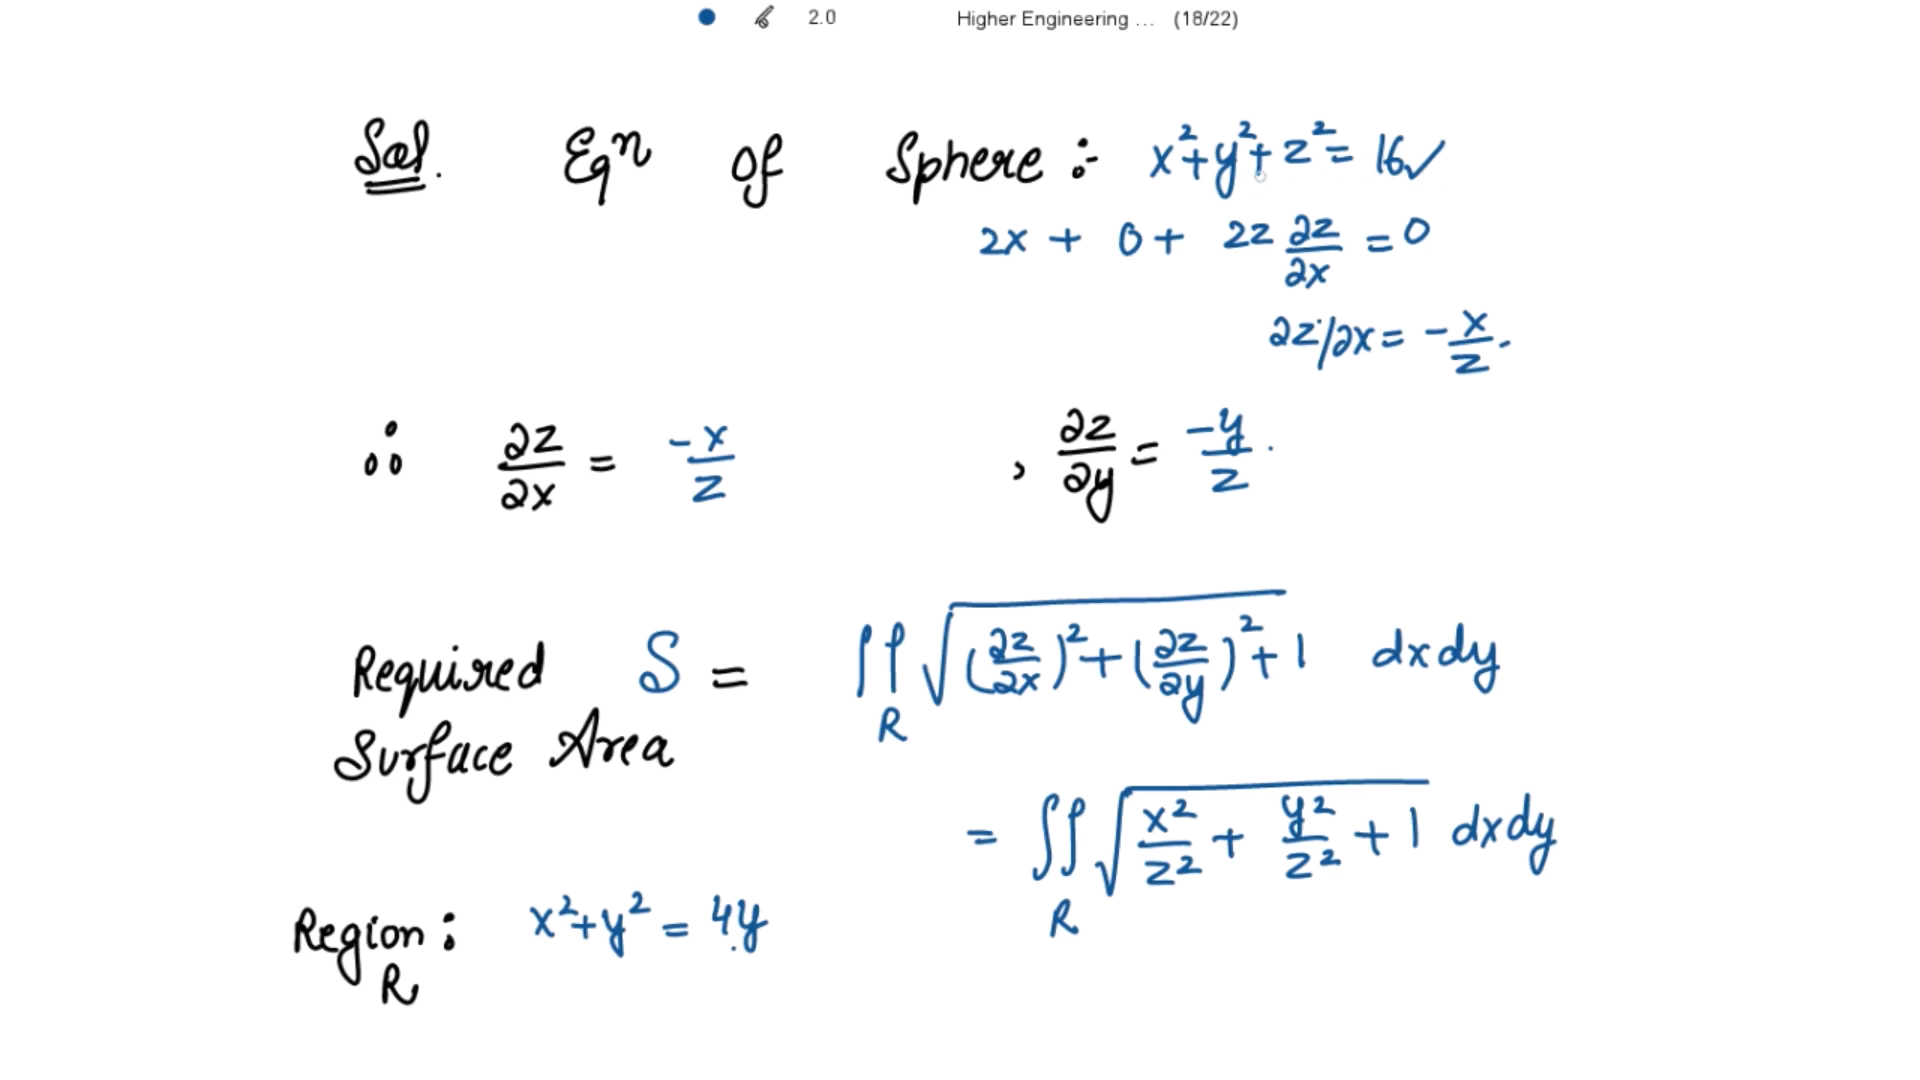 2.0 Higher Engineering ... (18/22)
Sol. Eqⁿ of Sphere :- x²+y²+z² = 16✓
2x + 0 + 2z ∂z/∂x = 0
∂z/∂x = -x/z.
∴ ∂z/∂x = -x/z , ∂z/∂y = -y/z.
Required S = ∬_R √((∂z/∂x)²+(∂z/∂y)²+1) dxdy
Surface Area
= ∬_R √(x²/z² + y²/z² + 1) dxdy
Region : x²+y² = 4y
R